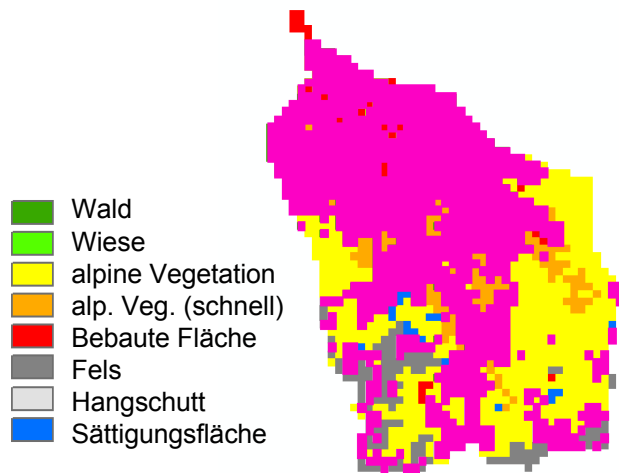 Wald
Wiese
alpine Vegetation
alp. Veg. (schnell)
Bebaute Fläche
Fels
Hangschutt
Sättigungsfläche